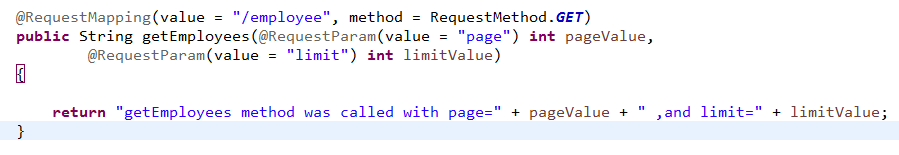 @RequestMapping(value = "/employee", method = RequestMethod.GET)
public String getEmployees(@RequestParam(value = "page") int pageValue,
@RequestParam(value = "limit") int limitValue)
{
return "getEmployees method was called with page=" + pageValue + " ,and limit=" + limitValue;
}